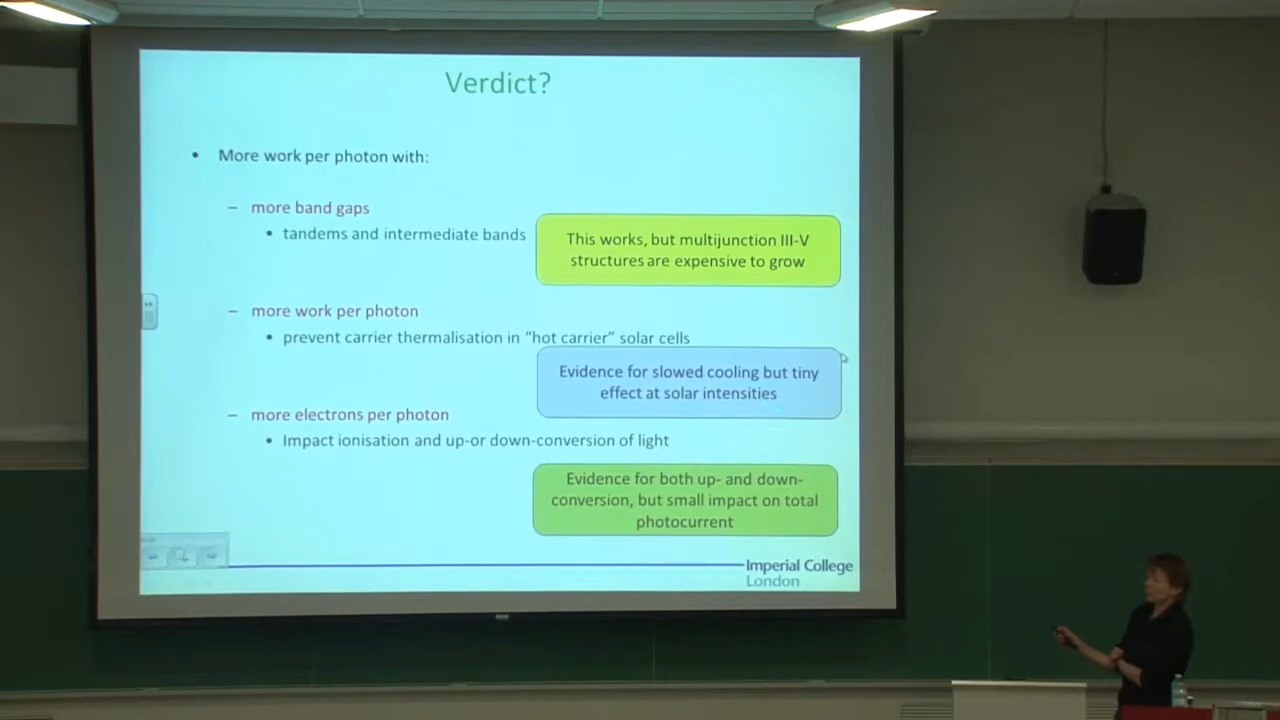 Verdict?
• More work per photon with:
– more band gaps
• tandems and intermediate bands
This works, but multijunction III-V
structures are expensive to grow
– more work per photon
• prevent carrier thermalisation in "hot carrier" solar cells
Evidence for slowed cooling but tiny
effect at solar intensities
– more electrons per photon
• Impact ionisation and up-or down-conversion of light
Evidence for both up- and down-
conversion, but small impact on total
photocurrent
Imperial College
London